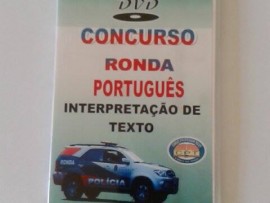 DVD
CONCURSO
RONDA
PORTUGUÊS
INTERPRETAÇÃO DE
TEXTO
RONDA
POLÍCIA